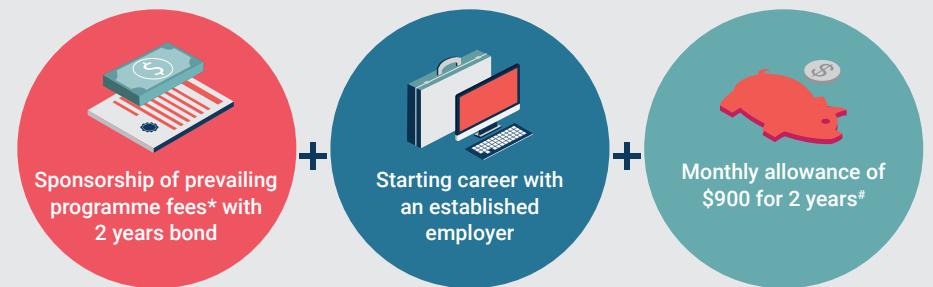 Sponsorship of prevailing
programme fees* with
2 years bond
Starting career with
an established
employer
Monthly allowance of
$900 for 2 years#